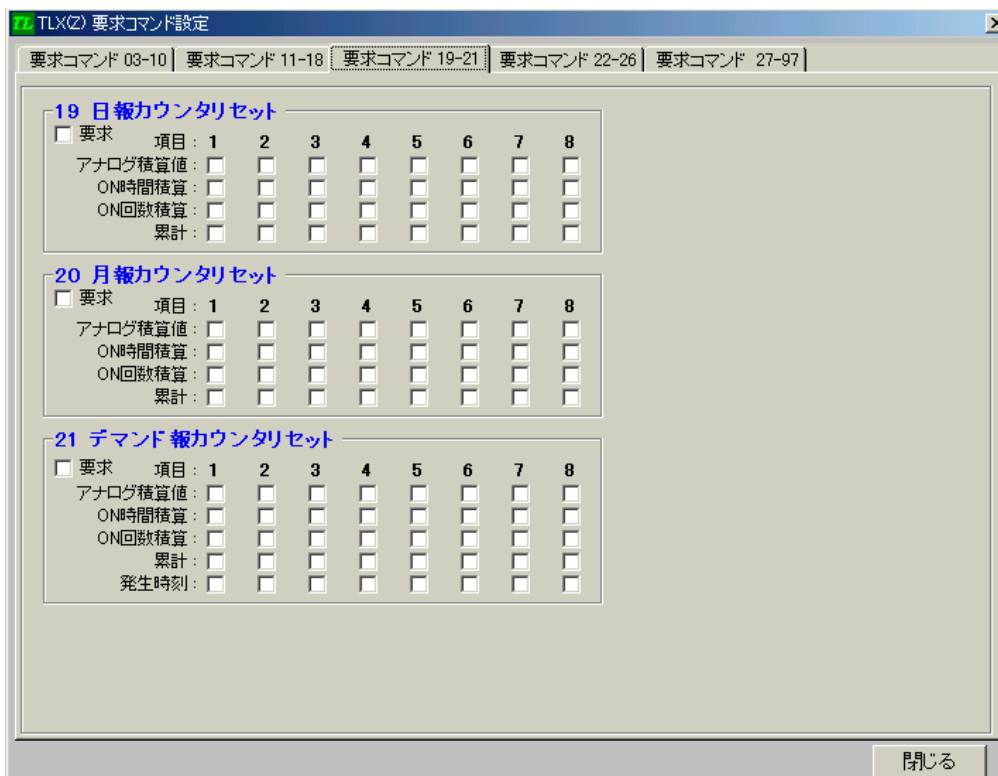 TL TLX(Z) 要求コマンド設定
要求コマンド 03-10 要求コマンド 11-18 要求コマンド 19-21 要求コマンド 22-26 要求コマンド 27-97
19 日報カウンタリセット
要求 項目 : 1 2 3 4 5 6 7 8
アナログ積算値 :
ON時間積算 :
ON回数積算 :
累計 :
20 月報カウンタリセット
要求 項目 : 1 2 3 4 5 6 7 8
アナログ積算値 :
ON時間積算 :
ON回数積算 :
累計 :
21 デマンド報カウンタリセット
要求 項目 : 1 2 3 4 5 6 7 8
アナログ積算値 :
ON時間積算 :
ON回数積算 :
累計 :
発生時刻 :
閉じる